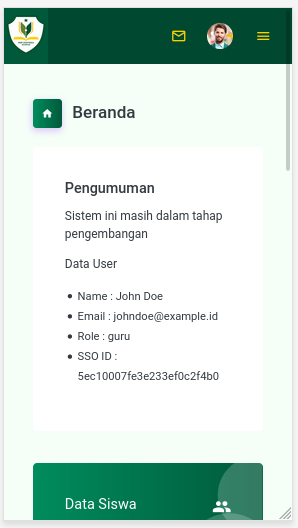 Beranda
Pengumuman
Sistem ini masih dalam tahap
pengembangan
Data User
Name : John Doe
Email : johndoe@example.id
Role : guru
SSO ID :
5ec10007fe3e233ef0c2f4b0
Data Siswa